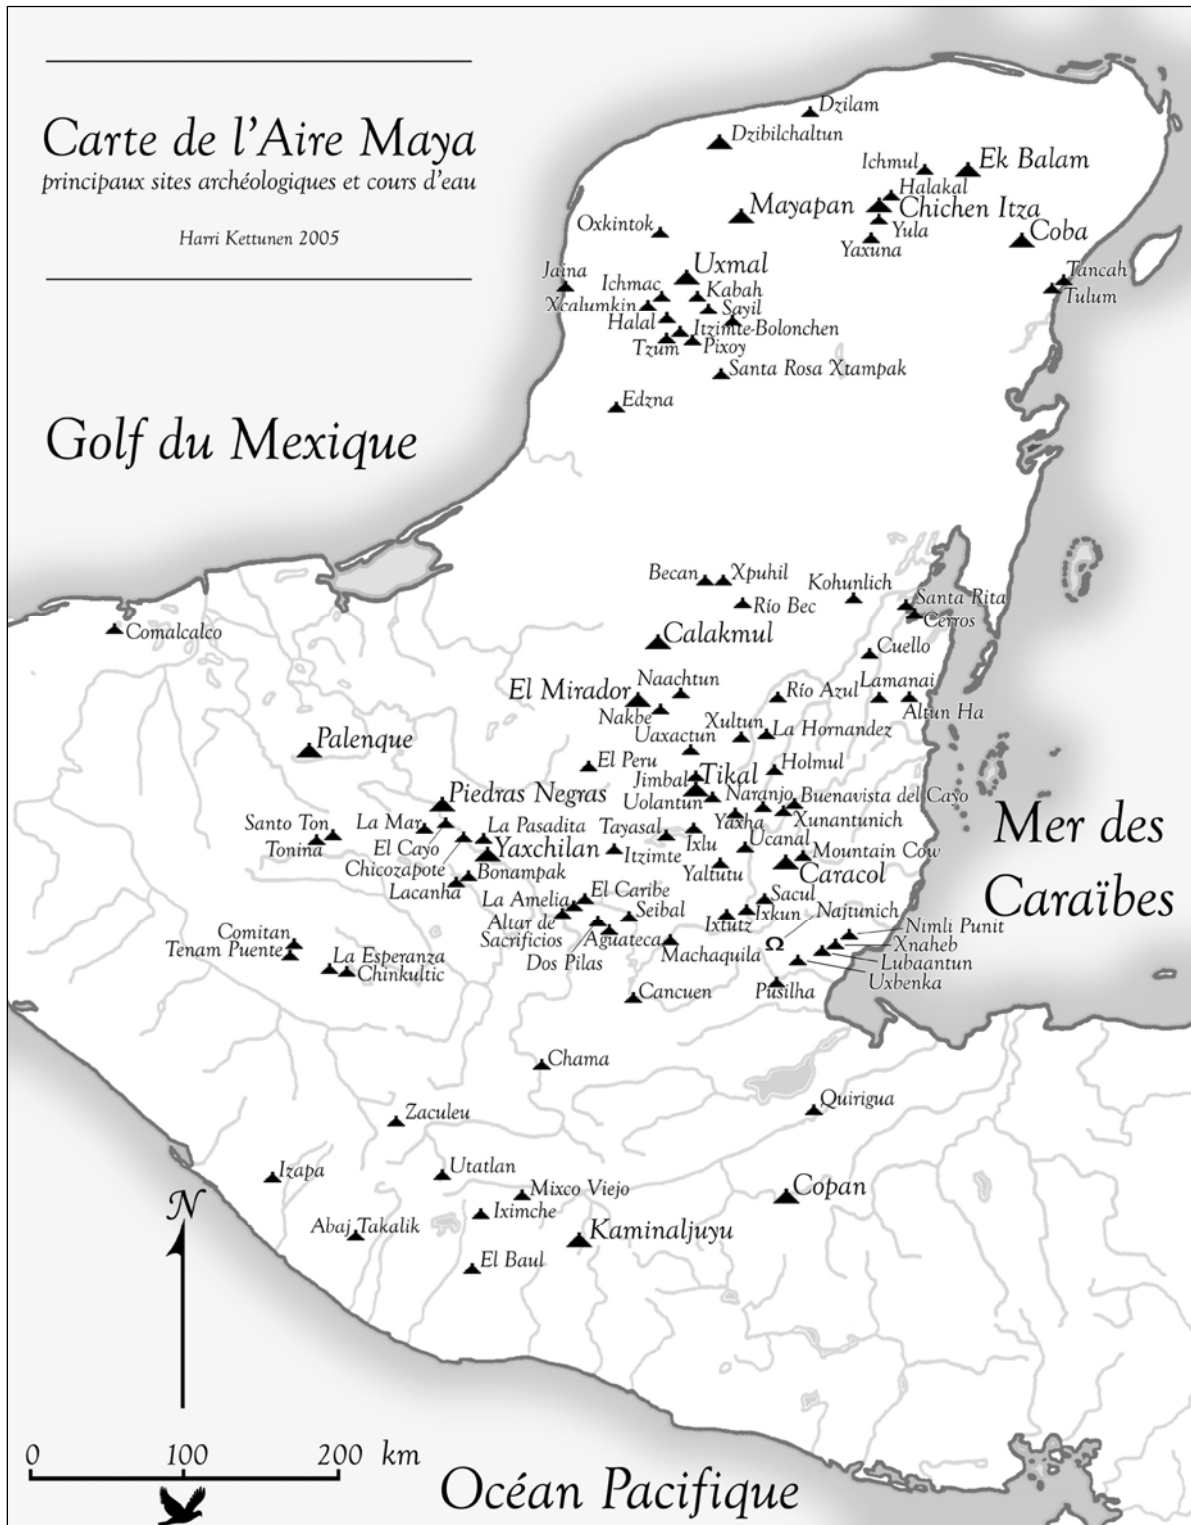 Carte de l'Aire Maya
principaux sites archéologiques et cours d'eau
Harri Kettunen 2005
Dzilam
Dzibilchaltun
Ichmul
Ek Balam
Halakal
Mayapan
Chichen Itza
Oxkintok
Yula
Coba
Yaxuna
Uxmal
Jaina
Tancah
Ichmac
Kabah
Tulum
Xcalumkin
Sayil
Halal
Itzimte-Bolonchen
Tzum
Pixoy
Santa Rosa Xtampak
Edzna
Golf du Mexique
Becan
Xpuhil
Kohunlich
Río Bec
Santa Rita
Cerros
Comalcalco
Calakmul
Cuello
Naachtun
El Mirador
Río Azul
Lamanai
Nakbe
Altun Ha
Xultun
La Hornandez
Uaxactun
Palenque
El Peru
Holmul
Jimbal
Tikal
Piedras Negras
Uolantun
Naranjo
Buenavista del Cayo
Yaxha
Xunantunich
Mer des
Caraïbes
Santo Ton
La Mar
La Pasadita
Tayasal
Ixlu
Ucanal
Tonina
El Cayo
Yaxchilan
Itzimte
Mountain Cow
Chicozapote
Bonampak
Yaltutu
Caracol
Lacanha
La Amelia
El Caribe
Sacul
Altar de
Sacrificios
Seibal
Ixtutz
Ixkun
Najtunich
Aguateca
Nimli Punit
Comitan
Xnaheb
Tenam Puente
La Esperanza
Dos Pilas
Machaquila
Lubaantun
Chinkultic
Uxbenka
Cancuen
Pusilha
Chama
Quirigua
Zaculeu
Izapa
Utatlan
Copan
Mixco Viejo
Iximche
N
Abaj Takalik
Kaminaljuyu
El Baul
0 100 200 km
Océan Pacifique